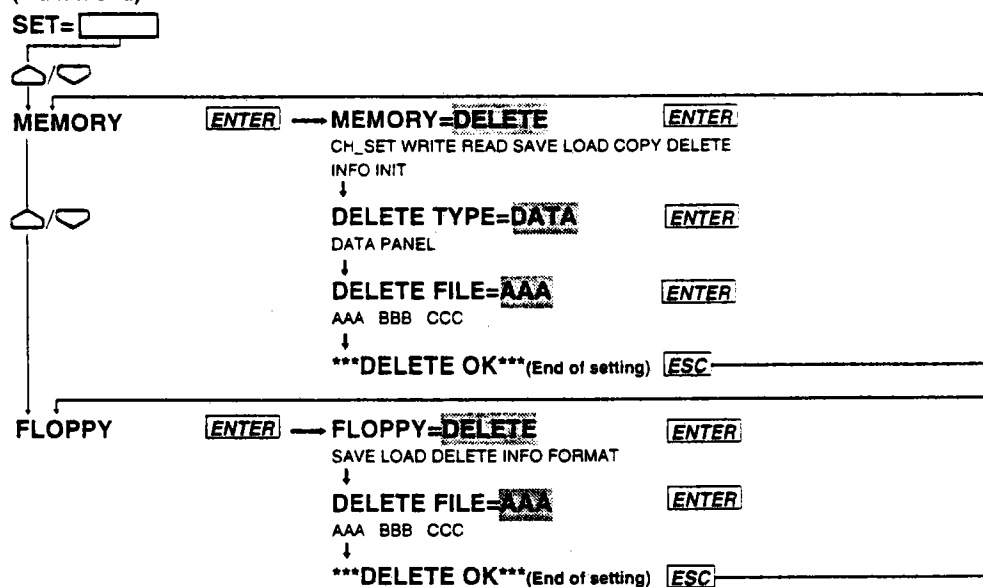 SET=
MEMORY ENTER MEMORY=DELETE ENTER
CH_SET WRITE READ SAVE LOAD COPY DELETE
INFO INIT
/
DELETE TYPE=DATA ENTER
DATA PANEL
DELETE FILE=AAA ENTER
AAA BBB CCC
***DELETE OK***(End of setting) ESC
FLOPPY ENTER FLOPPY=DELETE ENTER
SAVE LOAD DELETE INFO FORMAT
DELETE FILE=AAA ENTER
AAA BBB CCC
***DELETE OK***(End of setting) ESC